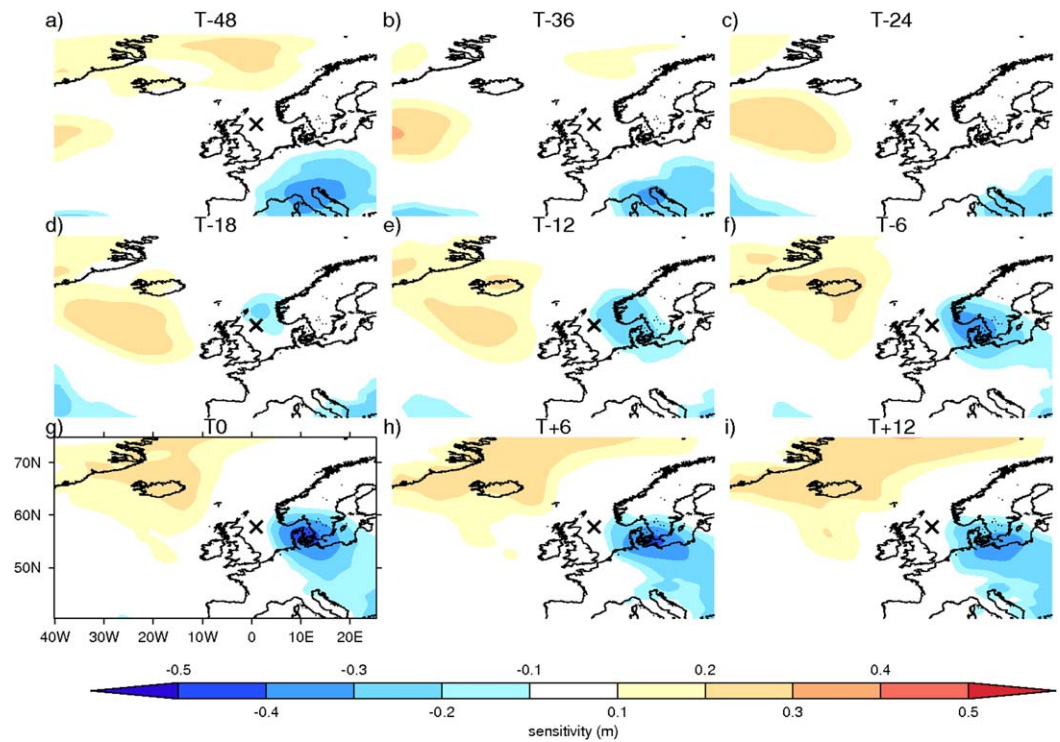 a) T-48
b) T-36
c) T-24
d) T-18
e) T-12
f) T-6
g) T0
h) T+6
i) T+12
70N
60N
50N
40W 30W 20W 10W 0 10E 20E
-0.5 -0.3 -0.1 0.2 0.4
-0.4 -0.2 0.1 0.3 0.5
sensitivity (m)